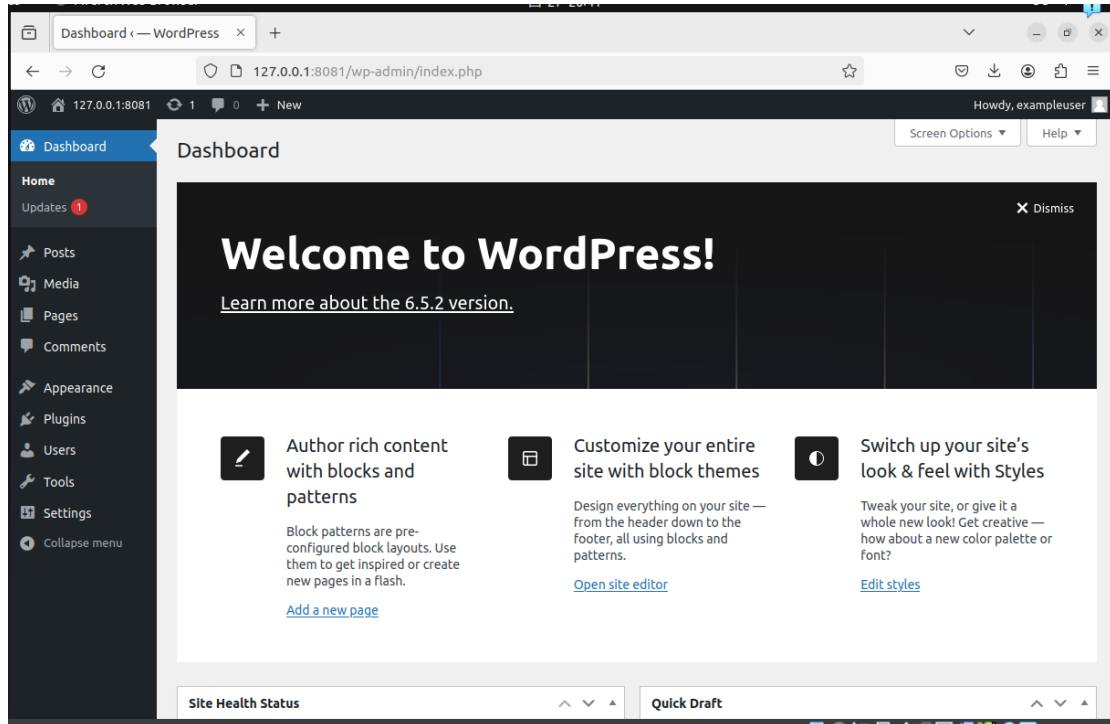 Dashboard ‹ — WordPress
127.0.0.1:8081/wp-admin/index.php
127.0.0.1:8081 1 0 + New Howdy, exampleuser
Screen Options ▼ Help ▼
Dashboard
Home
Updates 1
Posts
Media
Pages
Comments
Appearance
Plugins
Users
Tools
Settings
Collapse menu
Dashboard
Dismiss
Welcome to WordPress!
Learn more about the 6.5.2 version.
Author rich content
with blocks and
patterns
Block patterns are pre-
configured block layouts. Use
them to get inspired or create
new pages in a flash.
Add a new page
Customize your entire
site with block themes
Design everything on your site —
from the header down to the
footer, all using blocks and
patterns.
Open site editor
Switch up your site’s
look & feel with Styles
Tweak your site, or give it a
whole new look! Get creative —
how about a new color palette or
font?
Edit styles
Site Health Status
Quick Draft